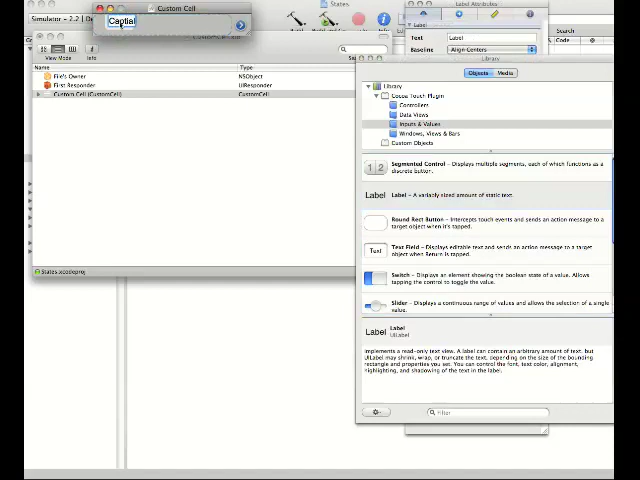 Simulator - 2.2 | D
States
Custom Cell
Captial
Label Attributes
Label
Text
Label
Baseline
Align Centers
Search
Code
View Mode
Name
Type
File's Owner
NSObject
First Responder
UIResponder
Custom Cell (CustomCell)
CustomCell
States.xcodeproj
Library
Objects
Media
Library
Cocoa Touch Plugin
Controllers
Data Views
Inputs & Values
Windows, Views & Bars
Custom Objects
Segmented Control - Displays multiple segments, each of which functions as a
discrete button.
Label
Label - A variably sized amount of static text.
Round Rect Button - Intercepts touch events and sends an action message to a
target object when it's tapped.
Text
Text Field - Displays editable text and sends an action message to a target
object when Return is tapped.
Switch - Displays an element showing the boolean state of a value. Allows
tapping the control to toggle the value.
Slider - Displays a continuous range of values and allows the selection of a single
value.
Label
Label
UILabel
Implements a read-only text view. A label can contain an arbitrary amount of text, but
UILabel may shrink, wrap, or truncate the text, depending on the size of the bounding
rectangle and properties you set. You can control the font, text color, alignment,
highlighting, and shadowing of the text in the label.
Filter